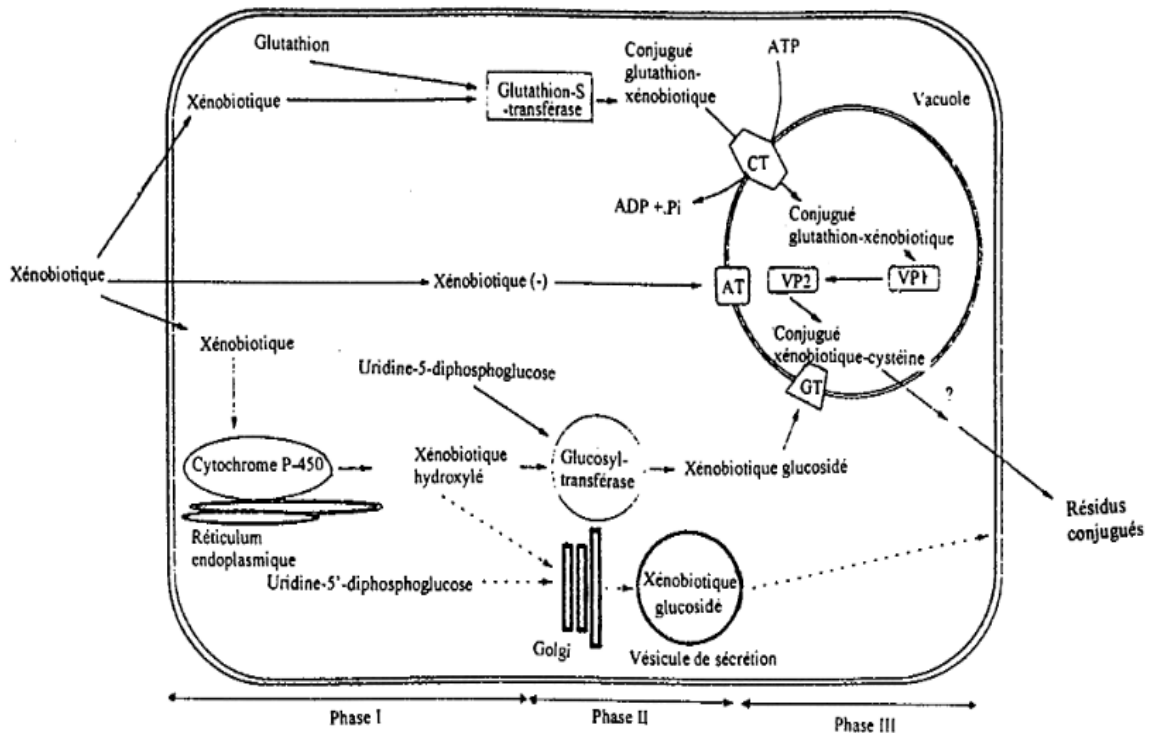 Glutathion
Conjugué
glutathion-
xénobiotique
ATP
Xénobiotique
Glutathion-S
-transférase
Vacuole
CT
ADP +.Pi
Conjugué
glutathion-xénobiotique
Xénobiotique
Xénobiotique (-)
AT
VP2
VP1
Conjugué
xénobiotique-cystéine
Xénobiotique
Uridine-5-diphosphoglucose
GT
?
Cytochrome P-450
Xénobiotique
hydroxylé
Glucosyl-
transférase
Xénobiotique glucosidé
Réticulum
endoplasmique
Résidus
conjugués
Uridine-5'-diphosphoglucose
Xénobiotique
glucosidé
Golgi
Vésicule de sécrétion
Phase I
Phase II
Phase III